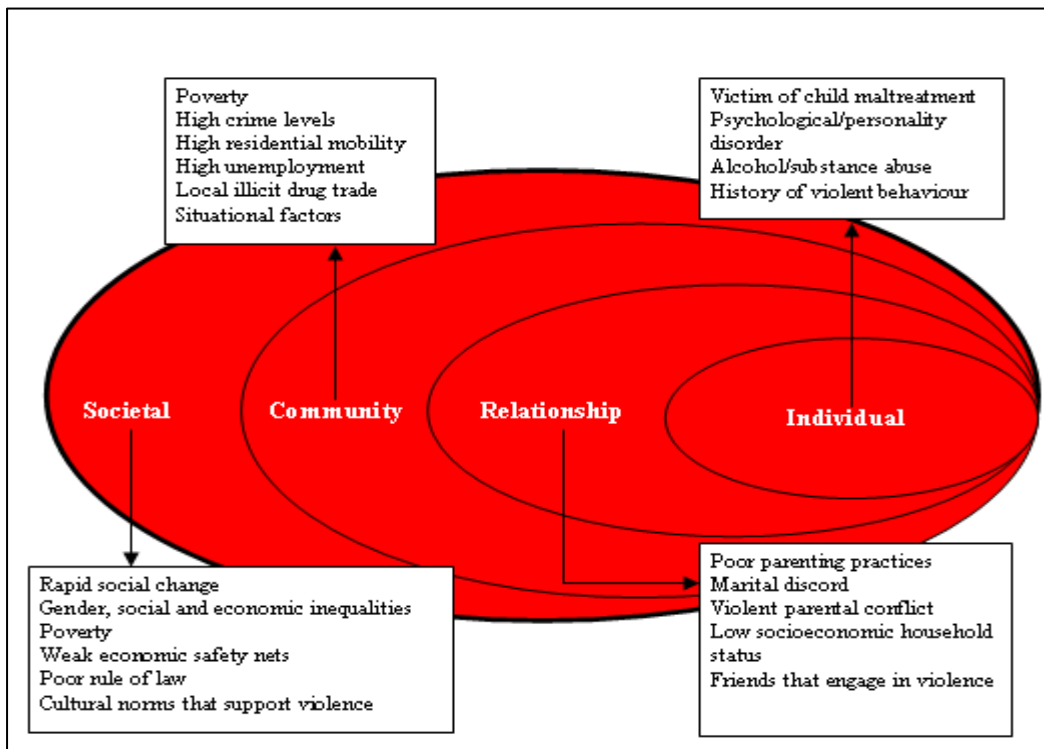 Poverty
High crime levels
High residential mobility
High unemployment
Local illicit drug trade
Situational factors
Victim of child maltreatment
Psychological/personality
disorder
Alcohol/substance abuse
History of violent behaviour
Societal
Community
Relationship
Individual
Rapid social change
Gender, social and economic inequalities
Poverty
Weak economic safety nets
Poor rule of law
Cultural norms that support violence
Poor parenting practices
Marital discord
Violent parental conflict
Low socioeconomic household
status
Friends that engage in violence